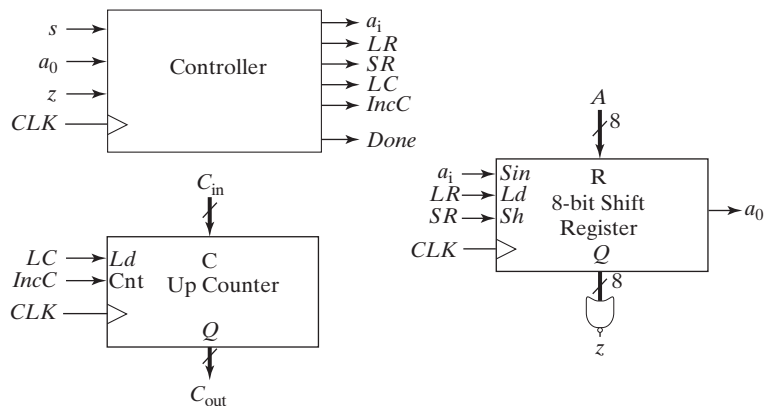 s
a0
z
CLK
Controller
ai
LR
SR
LC
IncC
Done
Cin
LC
IncC
CLK
Ld
Cnt
C
Up Counter
Q
Cout
A
8
ai
LR
SR
CLK
Sin
Ld
Sh
R
8-bit Shift
Register
Q
a0
8
z